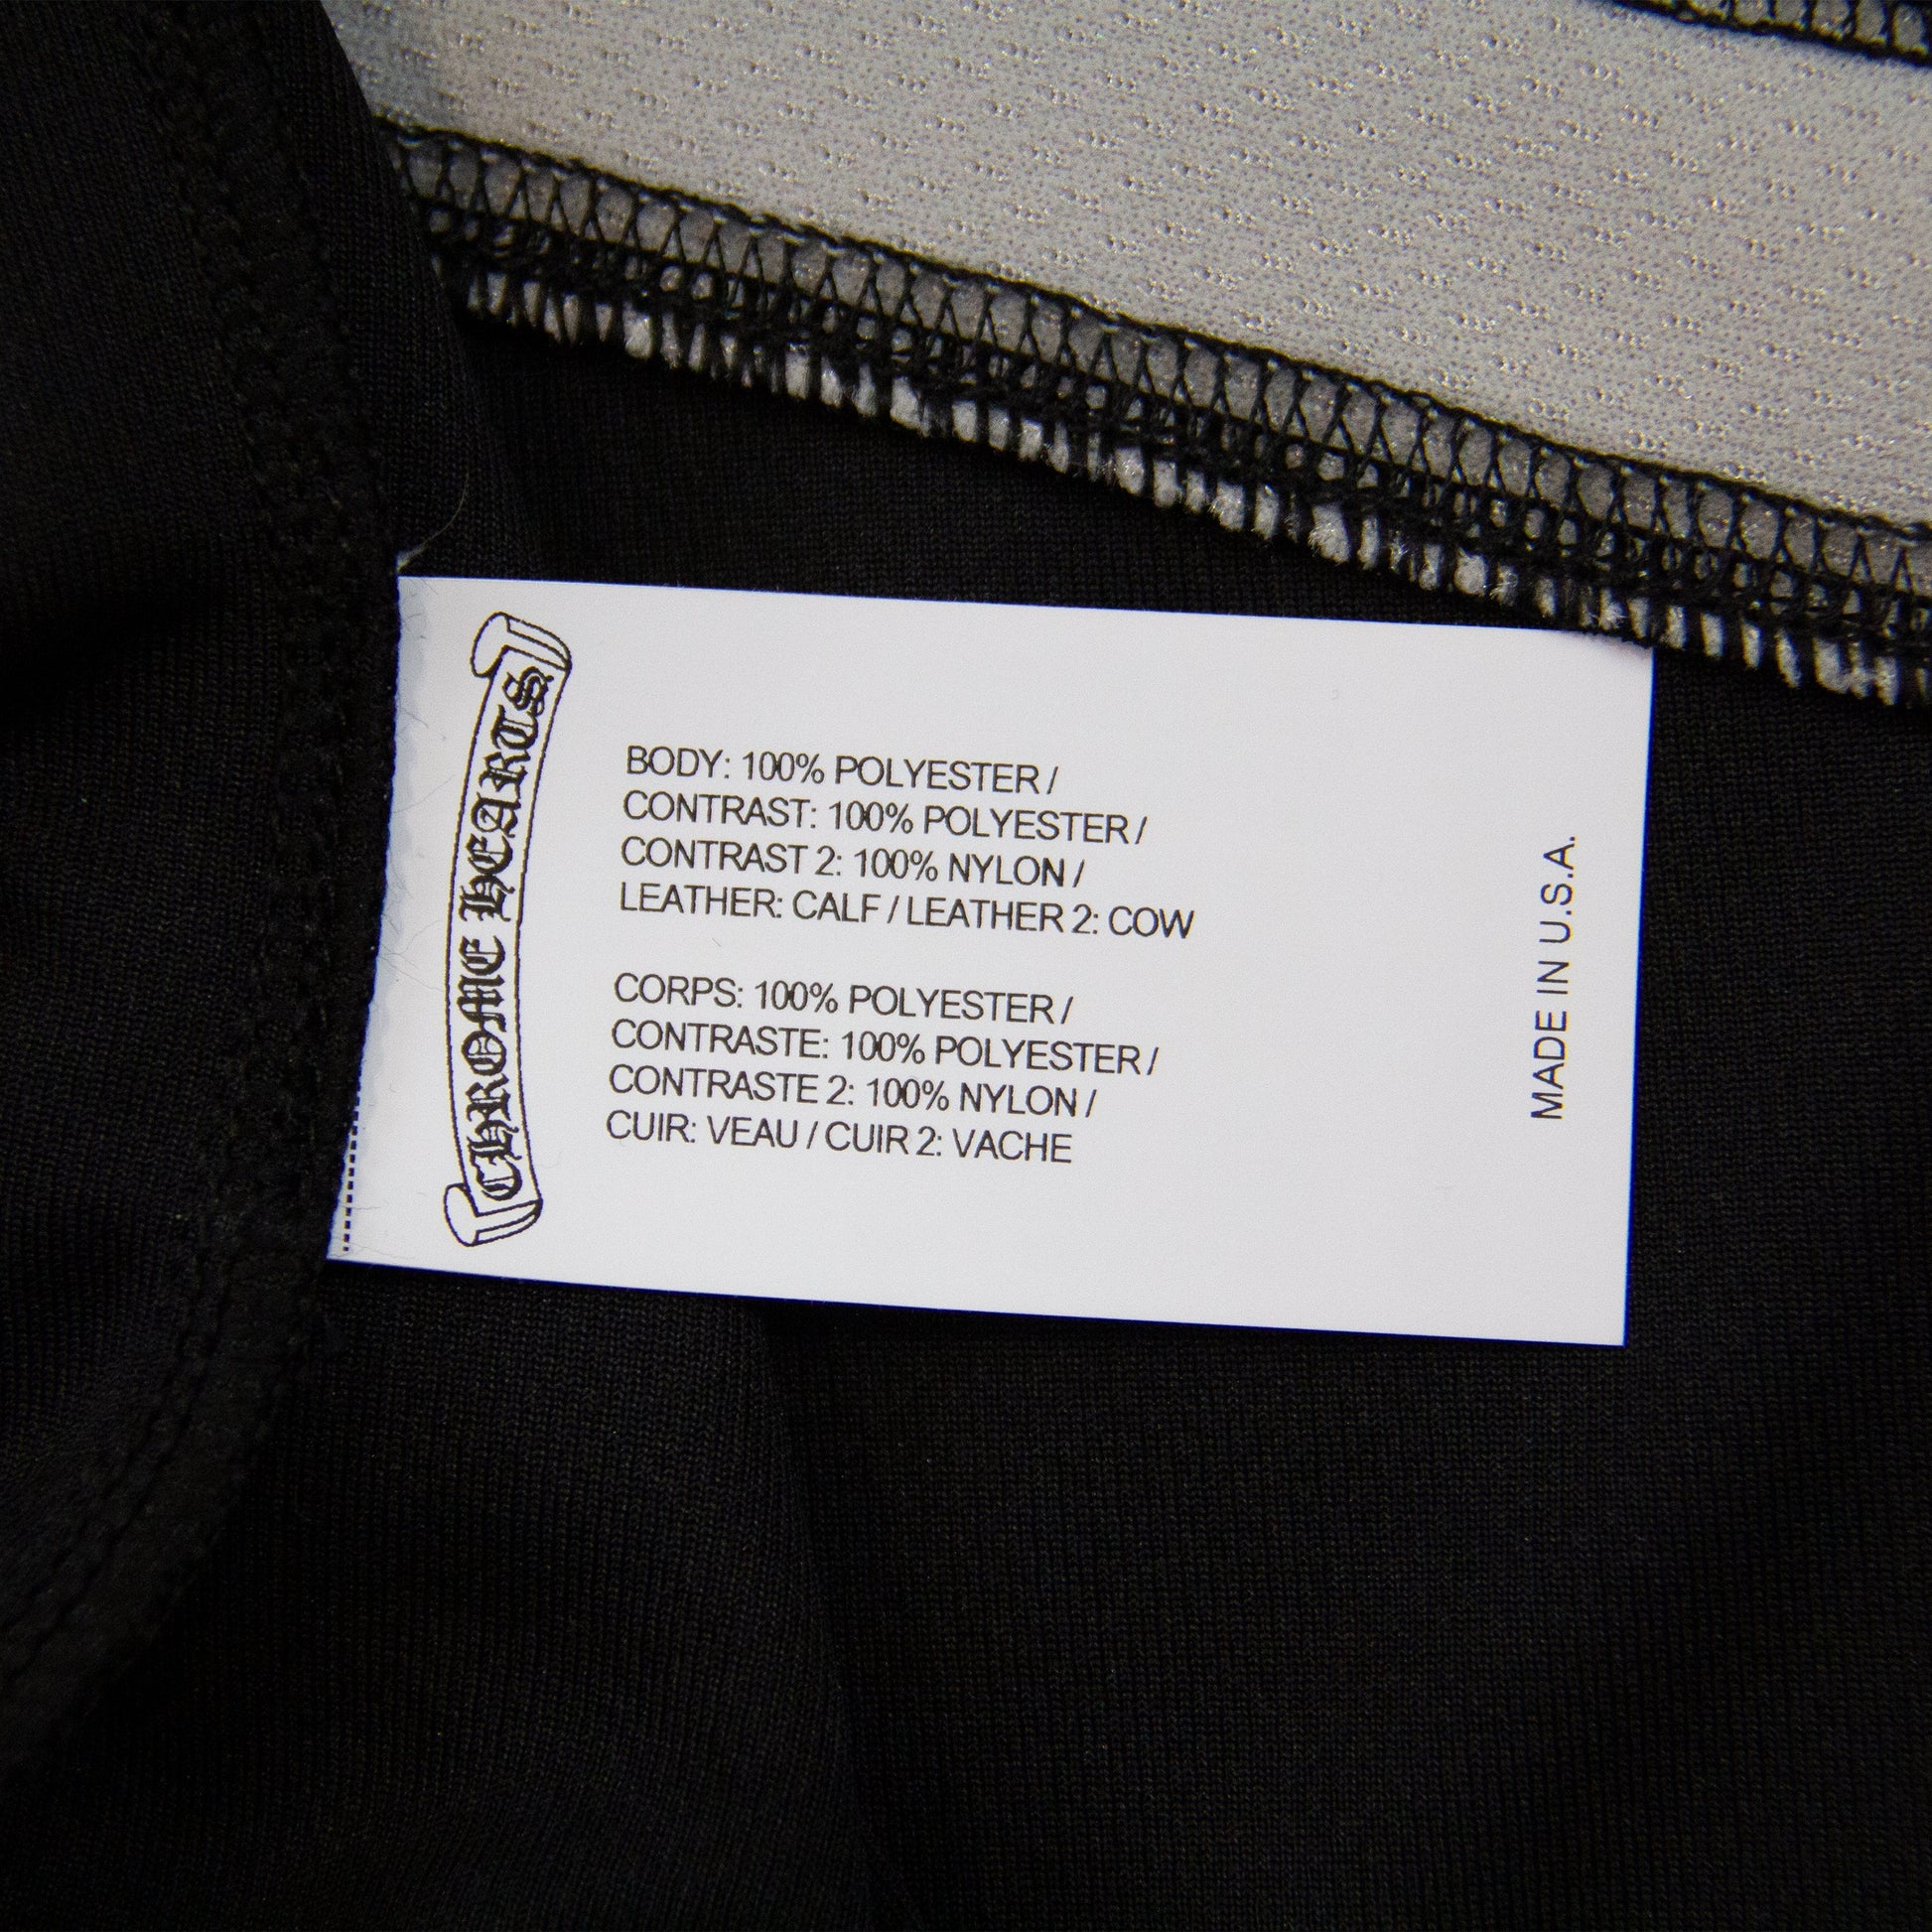 CHROME HEARTS
BODY: 100% POLYESTER /
CONTRAST: 100% POLYESTER /
CONTRAST 2: 100% NYLON /
LEATHER: CALF / LEATHER 2: COW
CORPS: 100% POLYESTER /
CONTRASTE: 100% POLYESTER /
CONTRASTE 2: 100% NYLON /
CUIR: VEAU / CUIR 2: VACHE
MADE IN U.S.A.